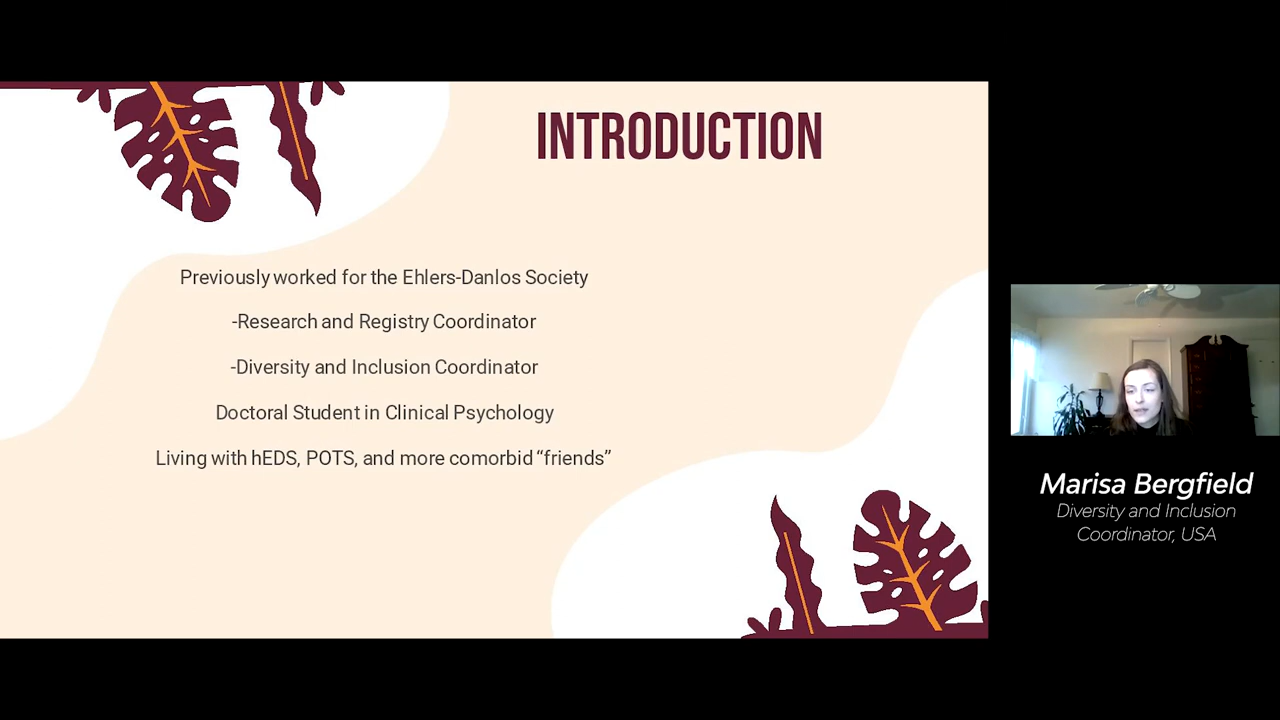 INTRODUCTION
Previously worked for the Ehlers-Danlos Society
-Research and Registry Coordinator
-Diversity and Inclusion Coordinator
Doctoral Student in Clinical Psychology
Living with hEDS, POTS, and more comorbid “friends”
Marisa Bergfield
Diversity and Inclusion
Coordinator, USA